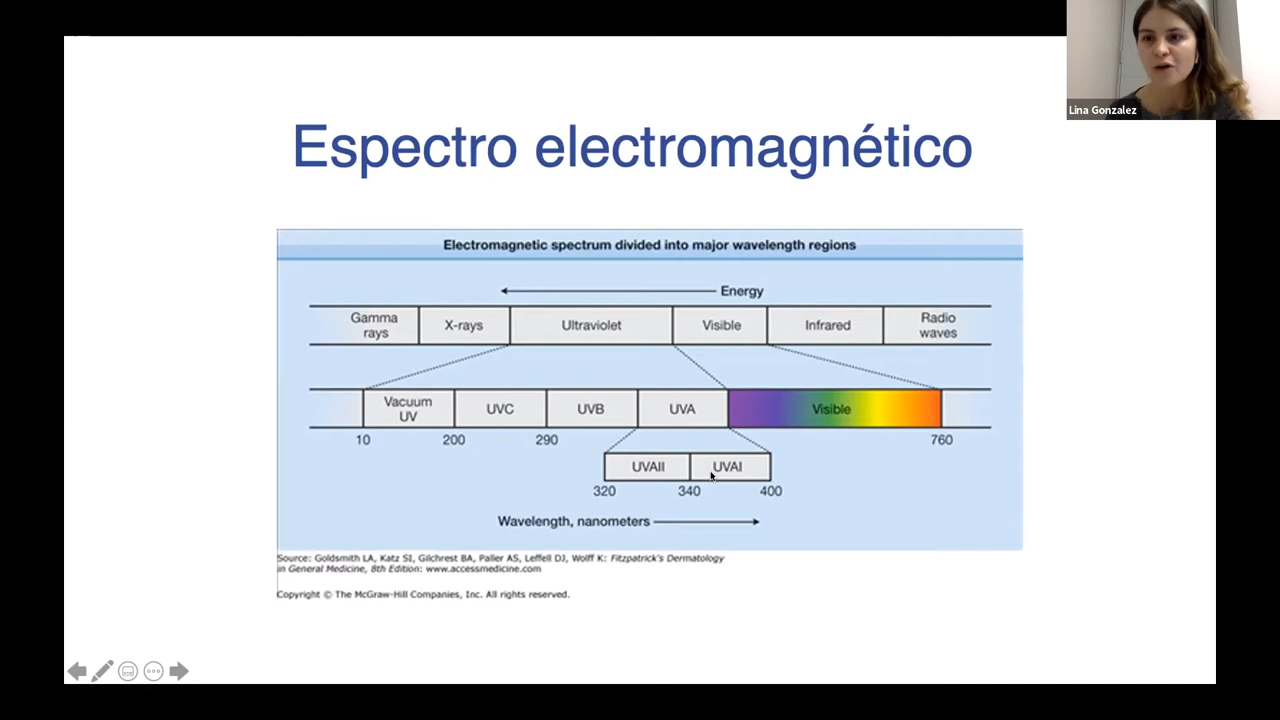 Lina Gonzalez
Espectro electromagnético
Electromagnetic spectrum divided into major wavelength regions
Energy
Gamma
rays
X-rays
Ultraviolet
Visible
Infrared
Radio
waves
Vacuum
UV
UVC
UVB
UVA
Visible
10
200
290
760
UVAII
UVAI
320
340
400
Wavelength, nanometers
Source: Goldsmith LA, Katz SI, Gilchrest BA, Paller AS, Leffell DJ, Wolff K: Fitzpatrick's Dermatology
in General Medicine, 8th Edition: www.accessmedicine.com
Copyright © The McGraw-Hill Companies, Inc. All rights reserved.